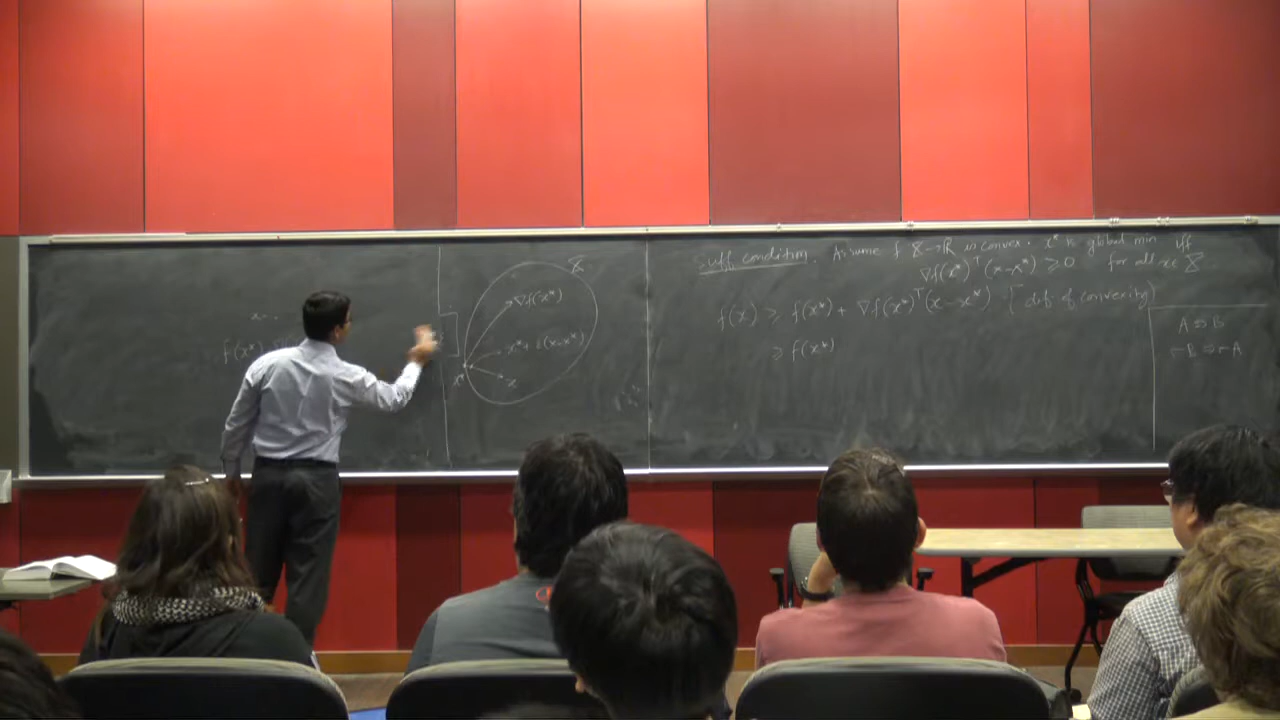 f(x*)
X
∇f(x*)
x*+ε(x-x*)
x*
x
Suff condition. Assume f X→ℝ is convex. x* is global min iff
∇f(x*)ᵀ(x-x*) ≥0 for all x∈ X
f(x) ≥ f(x*) + ∇f(x*)ᵀ(x-x*) (def of convexity)
≥ f(x*)
A ⇒ B
¬B ⇒ ¬A